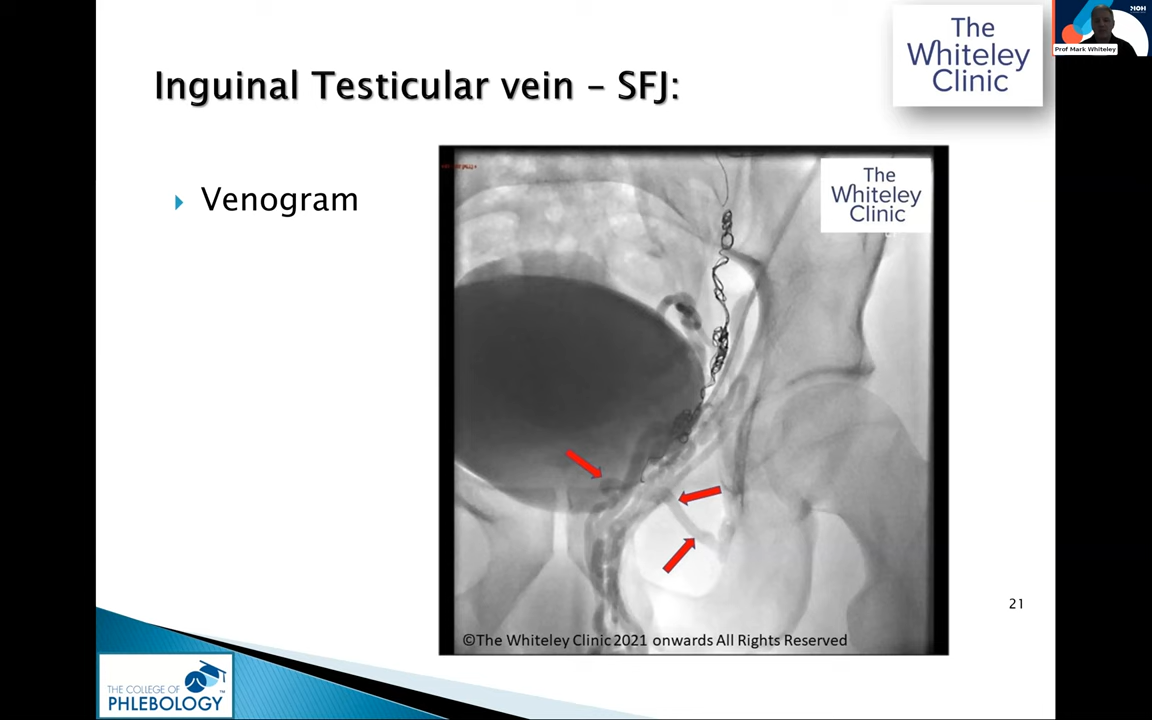 Inguinal Testicular vein – SFJ:
The
Whiteley
Clinic
Prof Mark Whiteley
Venogram
The
Whiteley
Clinic
21
©The Whiteley Clinic 2021 onwards All Rights Reserved
THE COLLEGE OF
PHLEBOLOGY